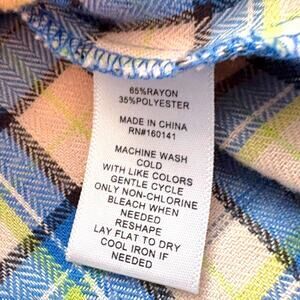 65%RAYON
35%POLYESTER
MADE IN CHINA
RN#160141
MACHINE WASH
COLD
WITH LIKE COLORS
GENTLE CYCLE
ONLY NON-CHLORINE
BLEACH WHEN
NEEDED
RESHAPE
LAY FLAT TO DRY
COOL IRON IF
NEEDED